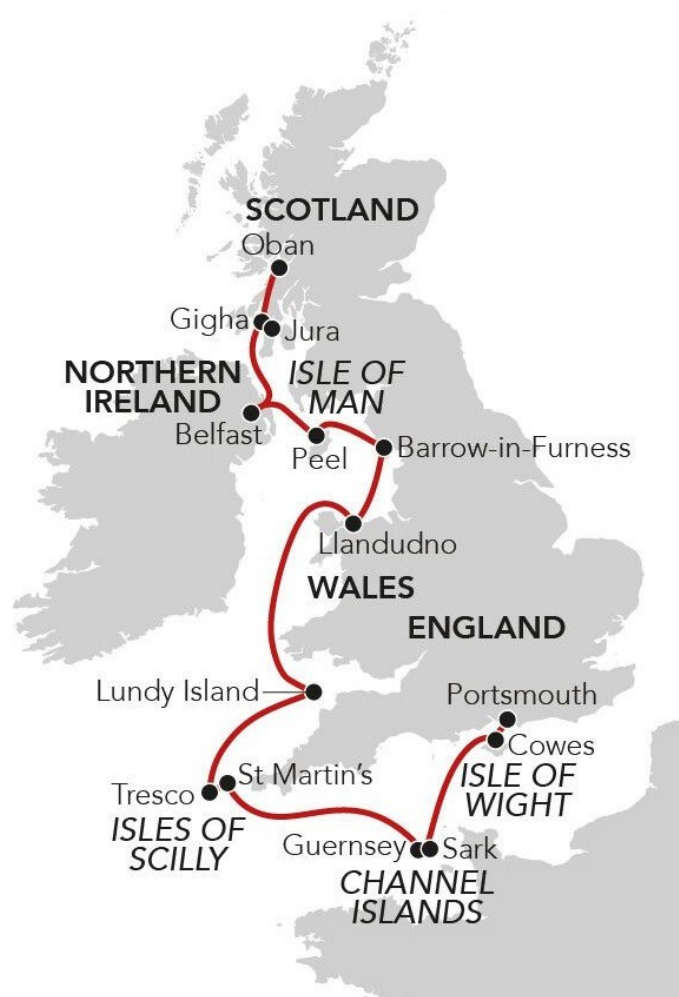 SCOTLAND
Oban
Gigha
Jura
NORTHERN
IRELAND
Belfast
ISLE OF
MAN
Peel
Barrow-in-Furness
Llandudno
WALES
ENGLAND
Lundy Island
Portsmouth
Cowes
ISLE OF
WIGHT
St Martin's
Tresco
ISLES OF
SCILLY
Guernsey
Sark
CHANNEL
ISLANDS